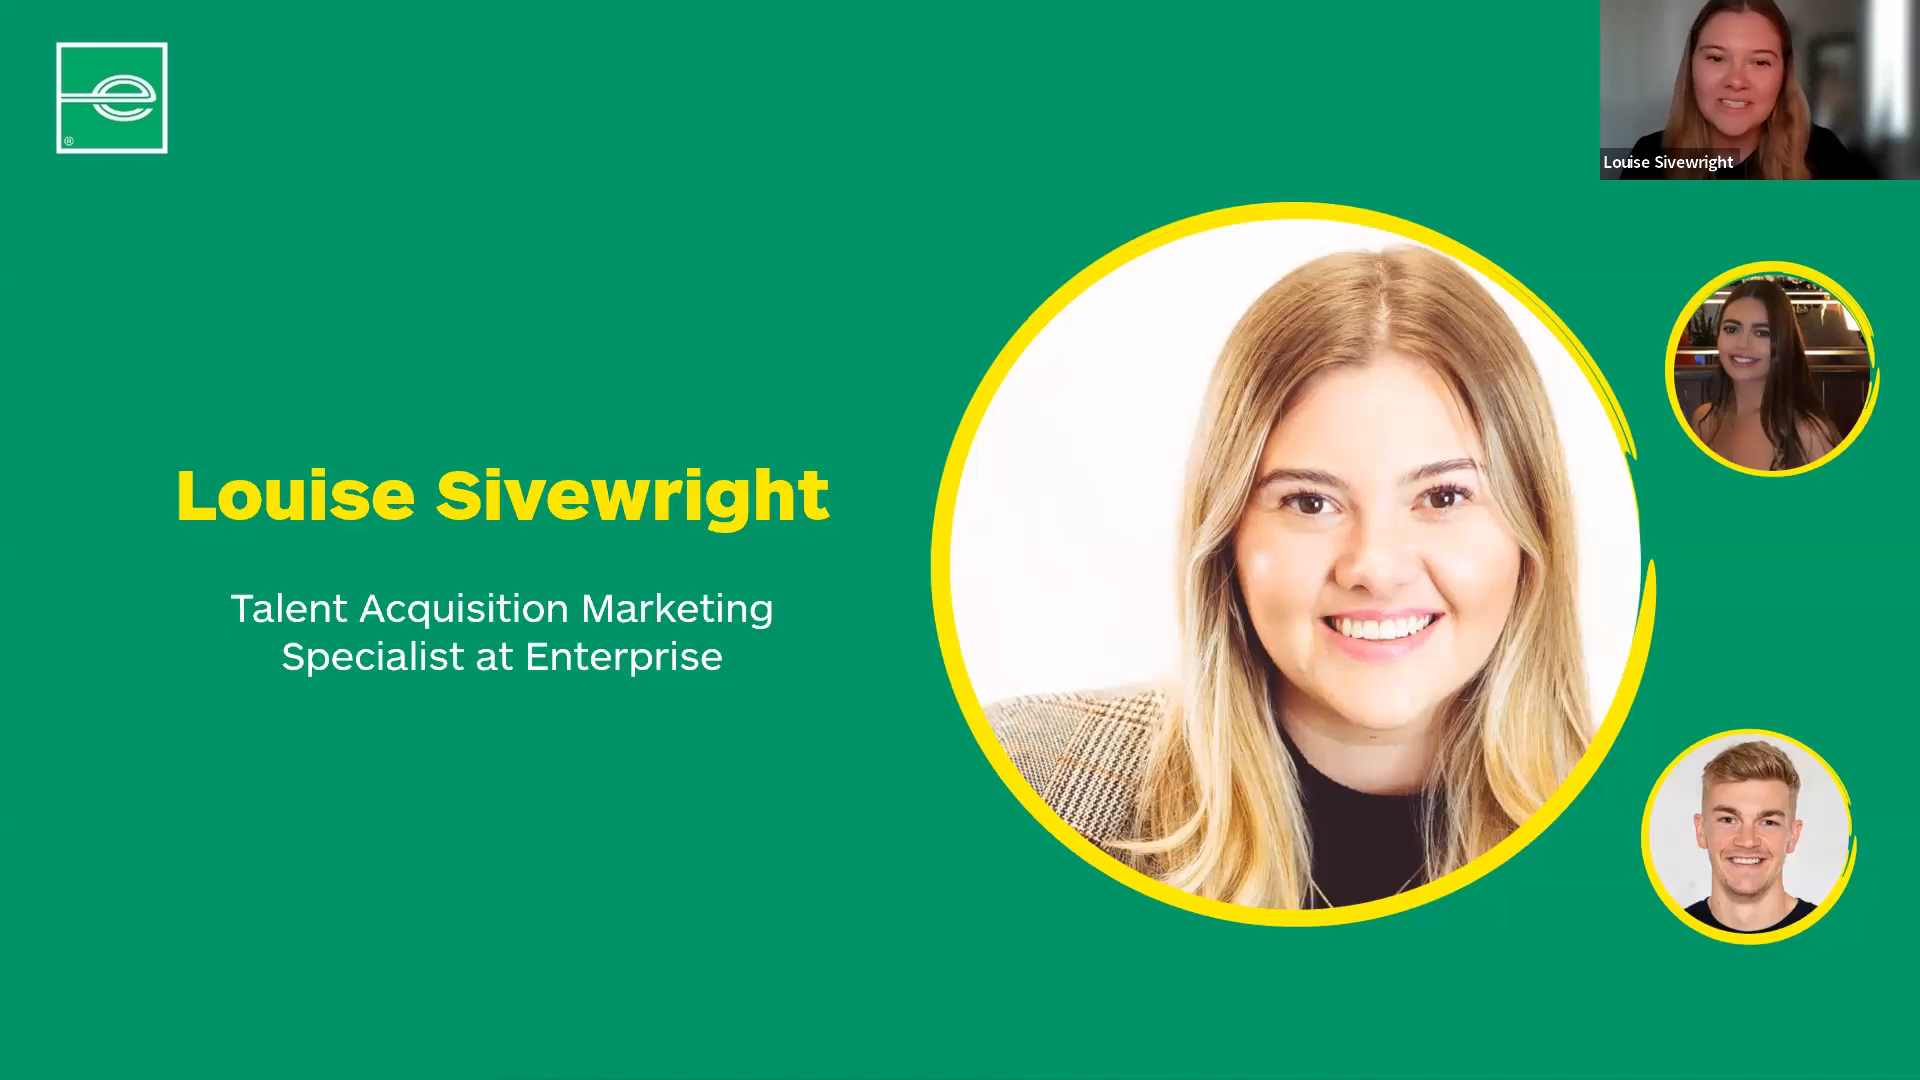 e
®
Louise Sivewright
Louise Sivewright
Talent Acquisition Marketing
Specialist at Enterprise